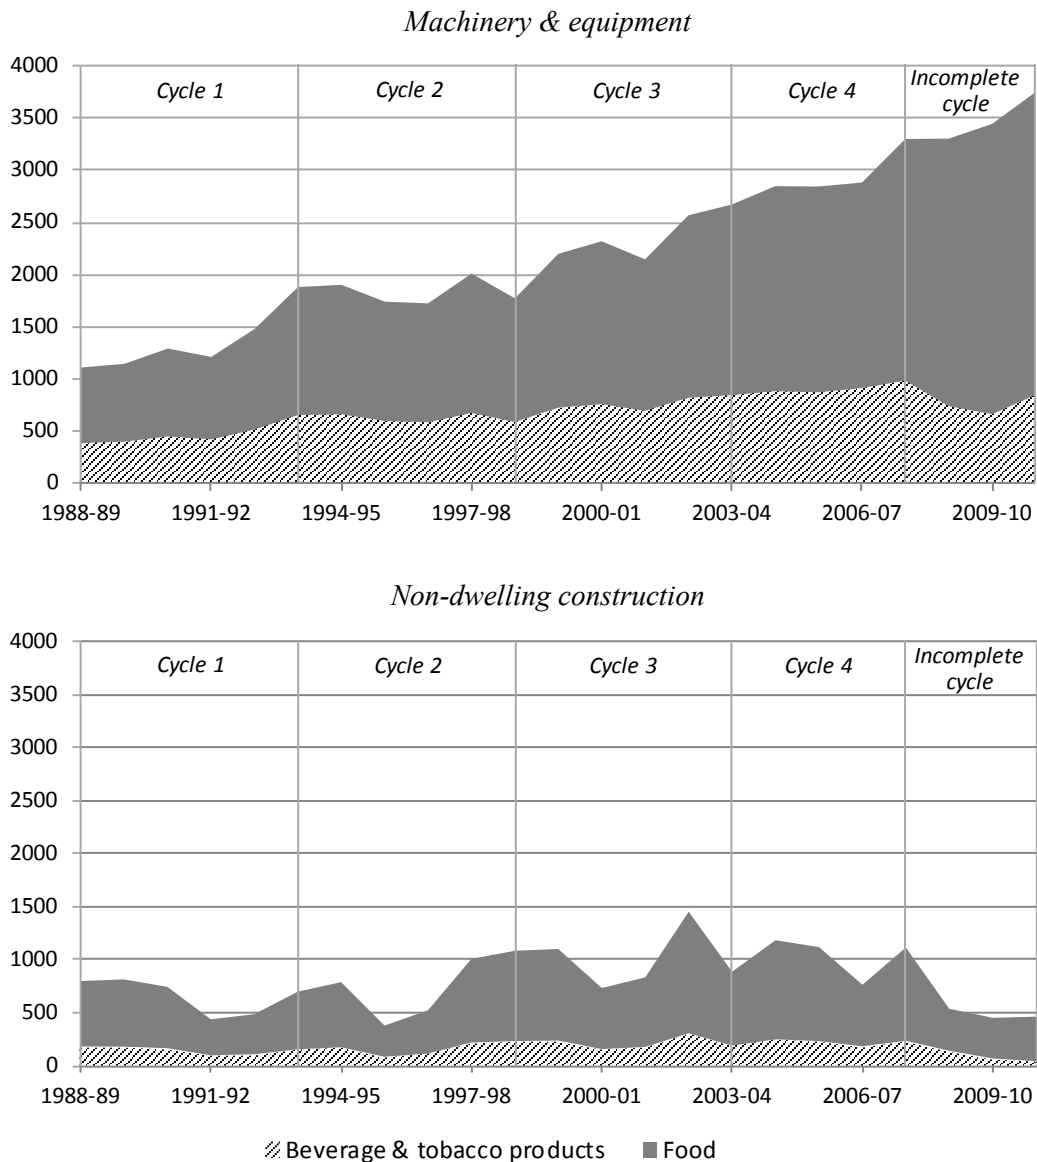 Machinery & equipment
4000
Cycle 1 Cycle 2 Cycle 3 Cycle 4 Incomplete
cycle
3500
3000
2500
2000
1500
1000
500
0
1988-89 1991-92 1994-95 1997-98 2000-01 2003-04 2006-07 2009-10
Non-dwelling construction
4000
Cycle 1 Cycle 2 Cycle 3 Cycle 4 Incomplete
cycle
3500
3000
2500
2000
1500
1000
500
0
1988-89 1991-92 1994-95 1997-98 2000-01 2003-04 2006-07 2009-10
Beverage & tobacco products Food